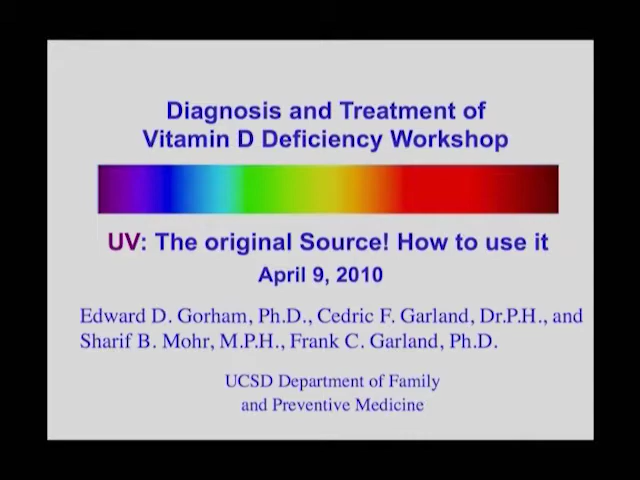 Diagnosis and Treatment of
Vitamin D Deficiency Workshop
UV: The original Source! How to use it
April 9, 2010
Edward D. Gorham, Ph.D., Cedric F. Garland, Dr.P.H., and
Sharif B. Mohr, M.P.H., Frank C. Garland, Ph.D.
UCSD Department of Family
and Preventive Medicine